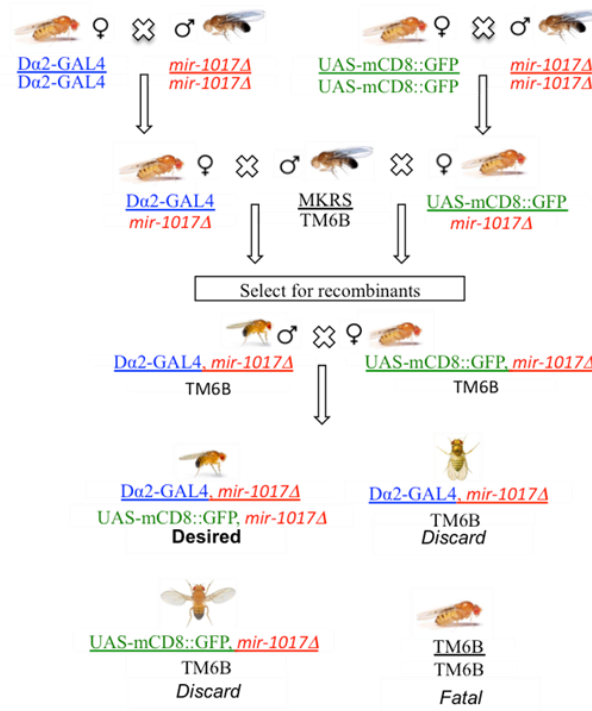 ♀ ♂ ♀ ♂
Dα2-GAL4 mir-1017Δ UAS-mCD8::GFP mir-1017Δ
Dα2-GAL4 mir-1017Δ UAS-mCD8::GFP mir-1017Δ
♀ ♂ ♀
Dα2-GAL4 MKRS UAS-mCD8::GFP
mir-1017Δ TM6B mir-1017Δ
Select for recombinants
♂ ♀
Dα2-GAL4, mir-1017Δ UAS-mCD8::GFP, mir-1017Δ
TM6B TM6B
Dα2-GAL4, mir-1017Δ Dα2-GAL4, mir-1017Δ
UAS-mCD8::GFP, mir-1017Δ TM6B
Desired Discard
UAS-mCD8::GFP, mir-1017Δ TM6B
TM6B TM6B
Discard Fatal